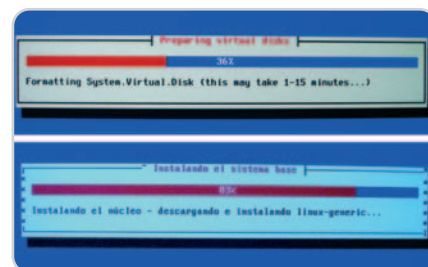 Preparing virtual disks
36%
Formatting System.Virtual.Disk (this may take 1-15 minutes...)
Instalando el sistema base
83%
Instalando el núcleo - descargando e instalando linux-generic...